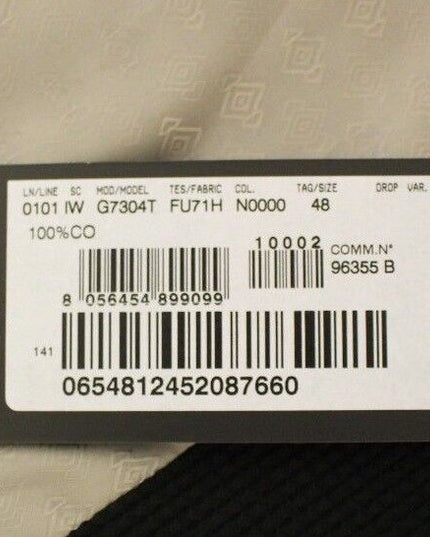 LN/LINE SC MOD/MODEL TES/FABRIC COL. TAG/SIZE DROP VAR.
0101 IW G7304T FU71H N0000 48
100%CO
10002
COMM.N°
96355 B
8 056454 899099
141
0654812452087660